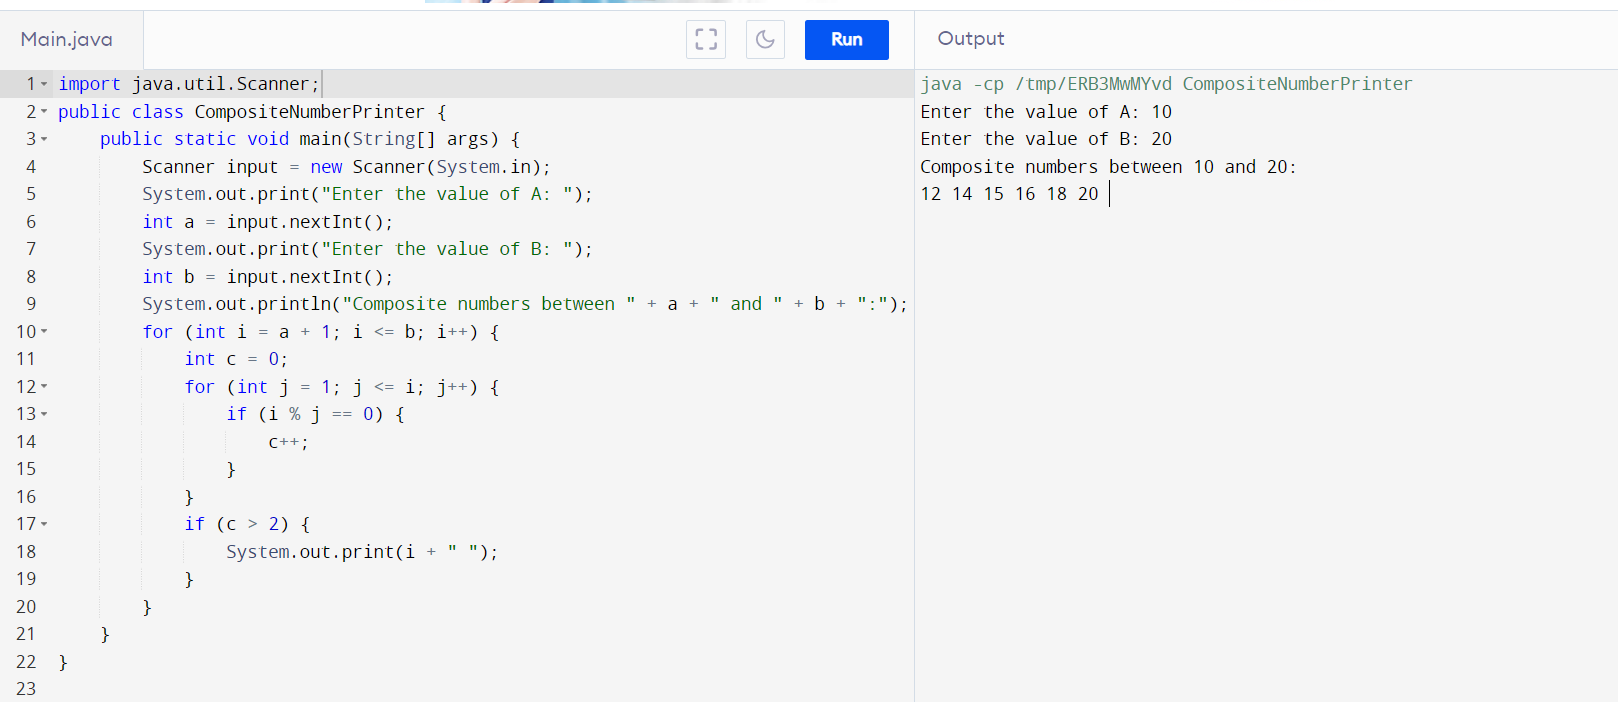 Main.java
Run
Output
1 import java.util.Scanner;
2 public class CompositeNumberPrinter {
3     public static void main(String[] args) {
4         Scanner input = new Scanner(System.in);
5         System.out.print("Enter the value of A: ");
6         int a = input.nextInt();
7         System.out.print("Enter the value of B: ");
8         int b = input.nextInt();
9         System.out.println("Composite numbers between " + a + " and " + b + ":");
10         for (int i = a + 1; i <= b; i++) {
11             int c = 0;
12             for (int j = 1; j <= i; j++) {
13                 if (i % j == 0) {
14                     c++;
15                 }
16             }
17             if (c > 2) {
18                 System.out.print(i + " ");
19             }
20         }
21     }
22 }
23
java -cp /tmp/ERB3MwMYvd CompositeNumberPrinter
Enter the value of A: 10
Enter the value of B: 20
Composite numbers between 10 and 20:
12 14 15 16 18 20